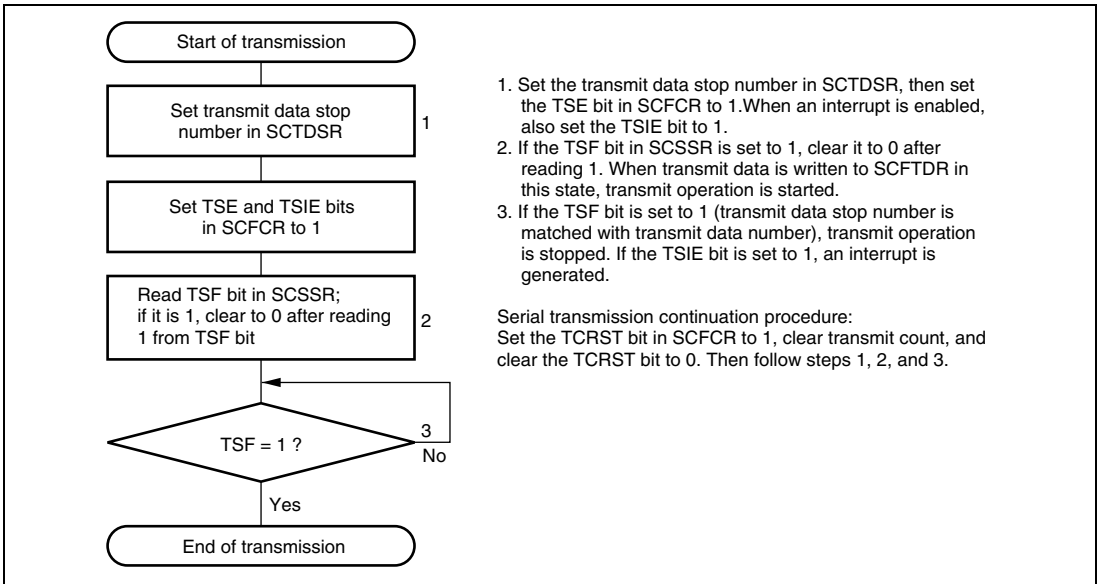 Start of transmission
Set transmit data stop
number in SCTDSR
1
Set TSE and TSIE bits
in SCFCR to 1
Read TSF bit in SCSSR;
if it is 1, clear to 0 after reading
1 from TSF bit
2
TSF = 1 ?
3
No
Yes
End of transmission
1. Set the transmit data stop number in SCTDSR, then set
the TSE bit in SCFCR to 1.When an interrupt is enabled,
also set the TSIE bit to 1.
2. If the TSF bit in SCSSR is set to 1, clear it to 0 after
reading 1. When transmit data is written to SCFTDR in
this state, transmit operation is started.
3. If the TSF bit is set to 1 (transmit data stop number is
matched with transmit data number), transmit operation
is stopped. If the TSIE bit is set to 1, an interrupt is
generated.
Serial transmission continuation procedure:
Set the TCRST bit in SCFCR to 1, clear transmit count, and
clear the TCRST bit to 0. Then follow steps 1, 2, and 3.